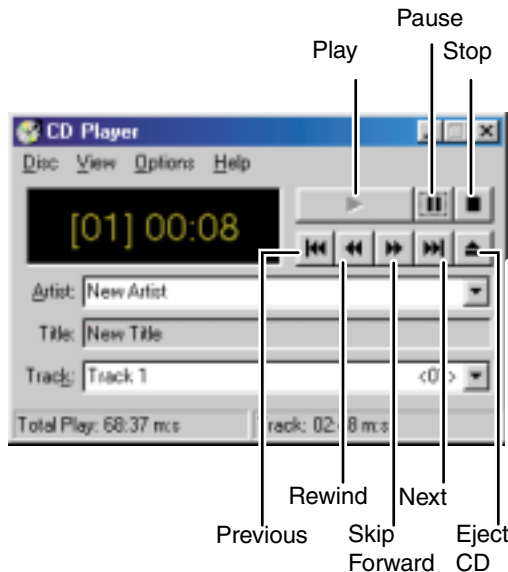 Pause
Play Stop
CD Player
Disc View Options Help
[01] 00:08
Artist: New Artist
Title: New Title
Track: Track 1
Total Play: 68:37 m:s
Rewind Next
Previous Skip Forward Eject CD